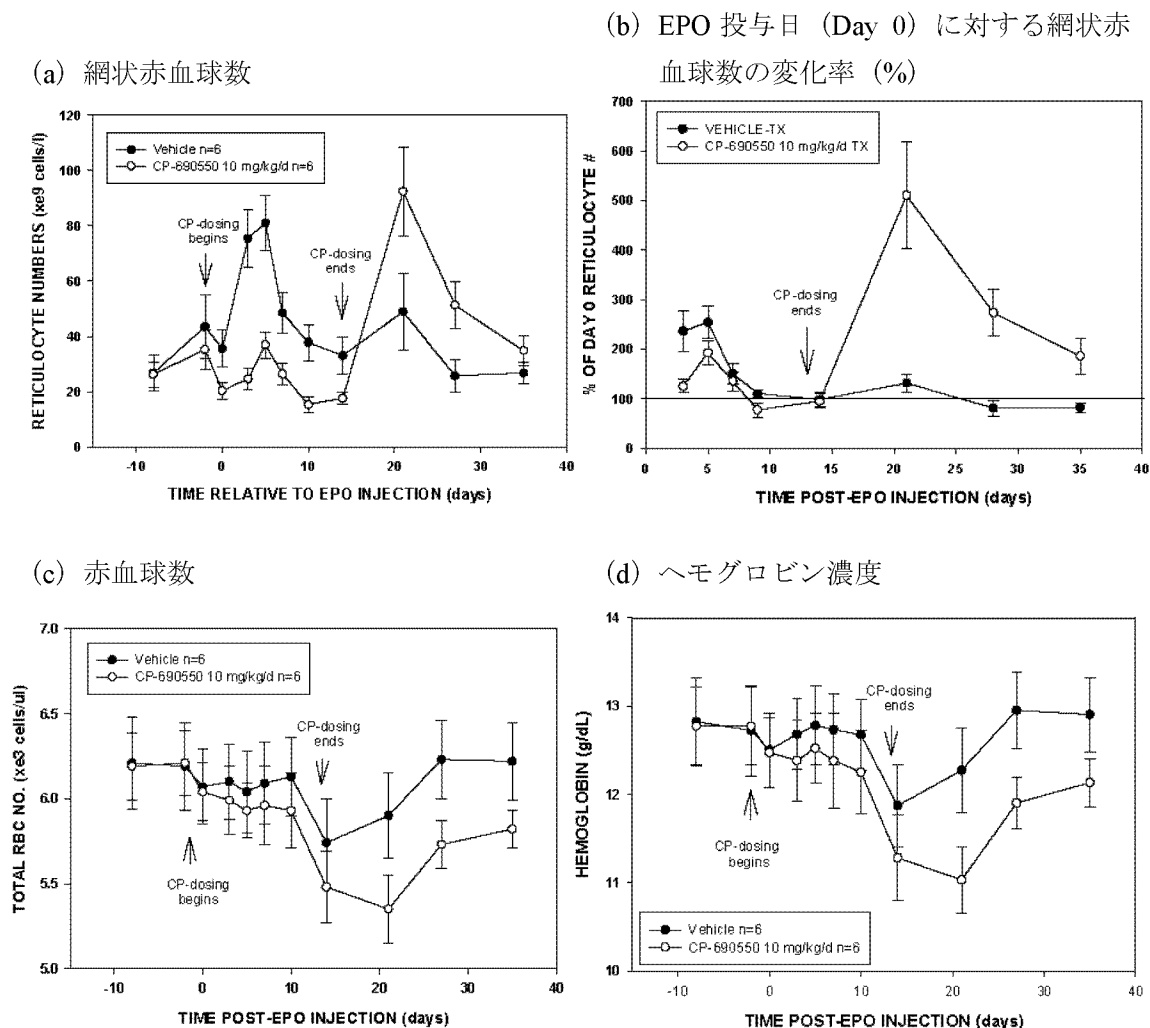 (a) 網状赤血球数
120
100
80
60
40
20
0
RETICULOCYTE NUMBERS (xe9 cells/l)
Vehicle n=6
CP-690550 10 mg/kg/d n=6
CP-dosing
begins
CP-dosing
ends
-10 0 10 20 30 40
TIME RELATIVE TO EPO INJECTION (days)
(b) EPO 投与日 (Day 0) に対する網状赤
血球数の変化率 (%)
700
600
500
400
300
200
100
0
% OF DAY 0 RETICULOCYTE #
VEHICLE-TX
CP-690550 10 mg/kg/d TX
CP-dosing
ends
0 5 10 15 20 25 30 35 40
TIME POST-EPO INJECTION (days)
(c) 赤血球数
7.0
6.5
6.0
5.5
5.0
TOTAL RBC NO. (xe3 cells/ul)
Vehicle n=6
CP-690550 10 mg/kg/d n=6
CP-dosing
ends
CP-dosing
begins
-10 0 10 20 30 40
TIME POST-EPO INJECTION (days)
(d) ヘモグロビン濃度
14
13
12
11
10
HEMOGLOBIN (g/dL)
CP-dosing
ends
CP-dosing
begins
Vehicle n=6
CP-690550 10 mg/kg/d n=6
-10 0 10 20 30 40
TIME POST-EPO INJECTION (days)